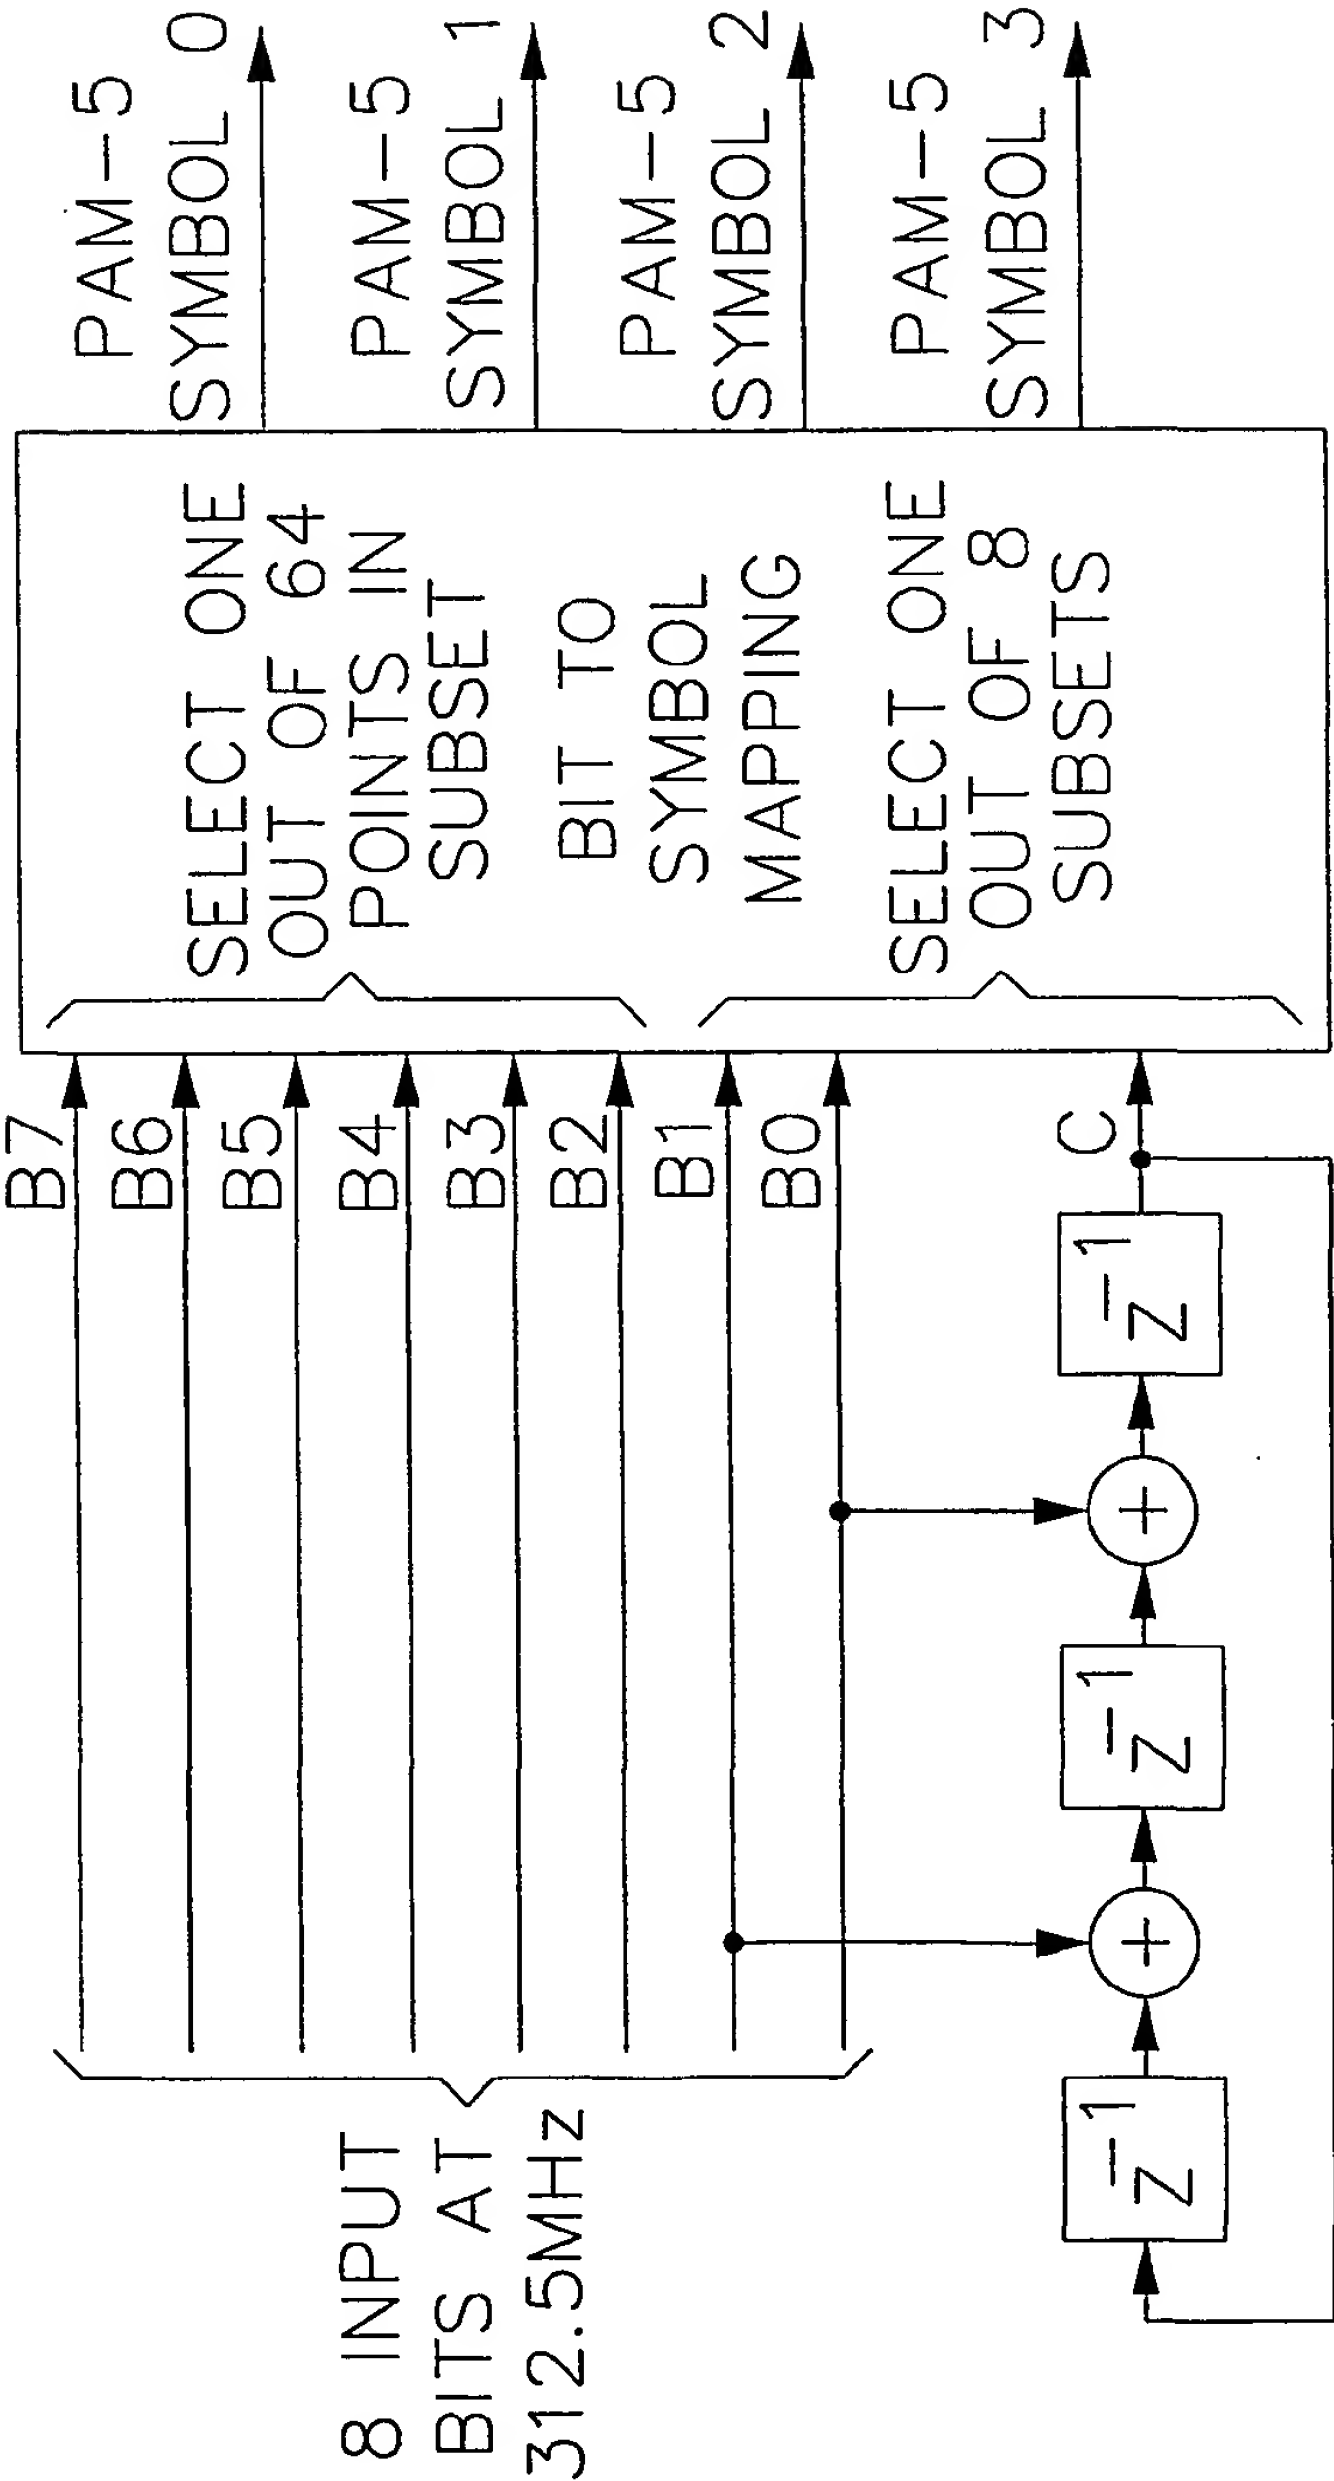 8 INPUT
BITS AT
312.5MHz
B7
B6
B5
B4
B3
B2
B1
B0
C
z⁻¹
+
z⁻¹
+
z⁻¹
SELECT ONE
OUT OF 64
POINTS IN
SUBSET
BIT TO
SYMBOL
MAPPING
SELECT ONE
OUT OF 8
SUBSETS
PAM-5
SYMBOL 0
PAM-5
SYMBOL 1
PAM-5
SYMBOL 2
PAM-5
SYMBOL 3